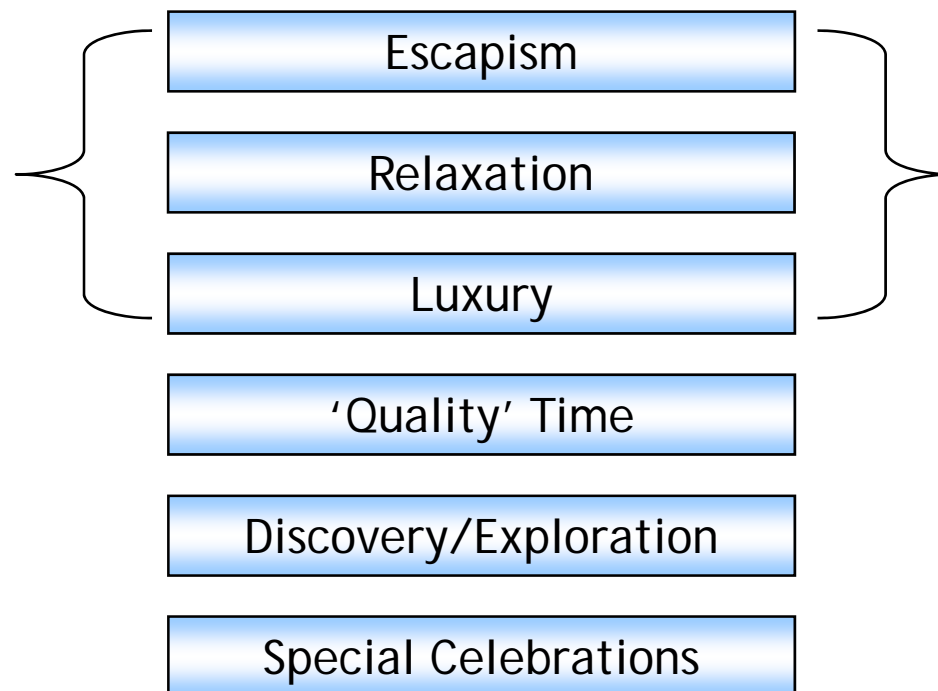 Escapism
Relaxation
Luxury
‘Quality’ Time
Discovery/Exploration
Special Celebrations